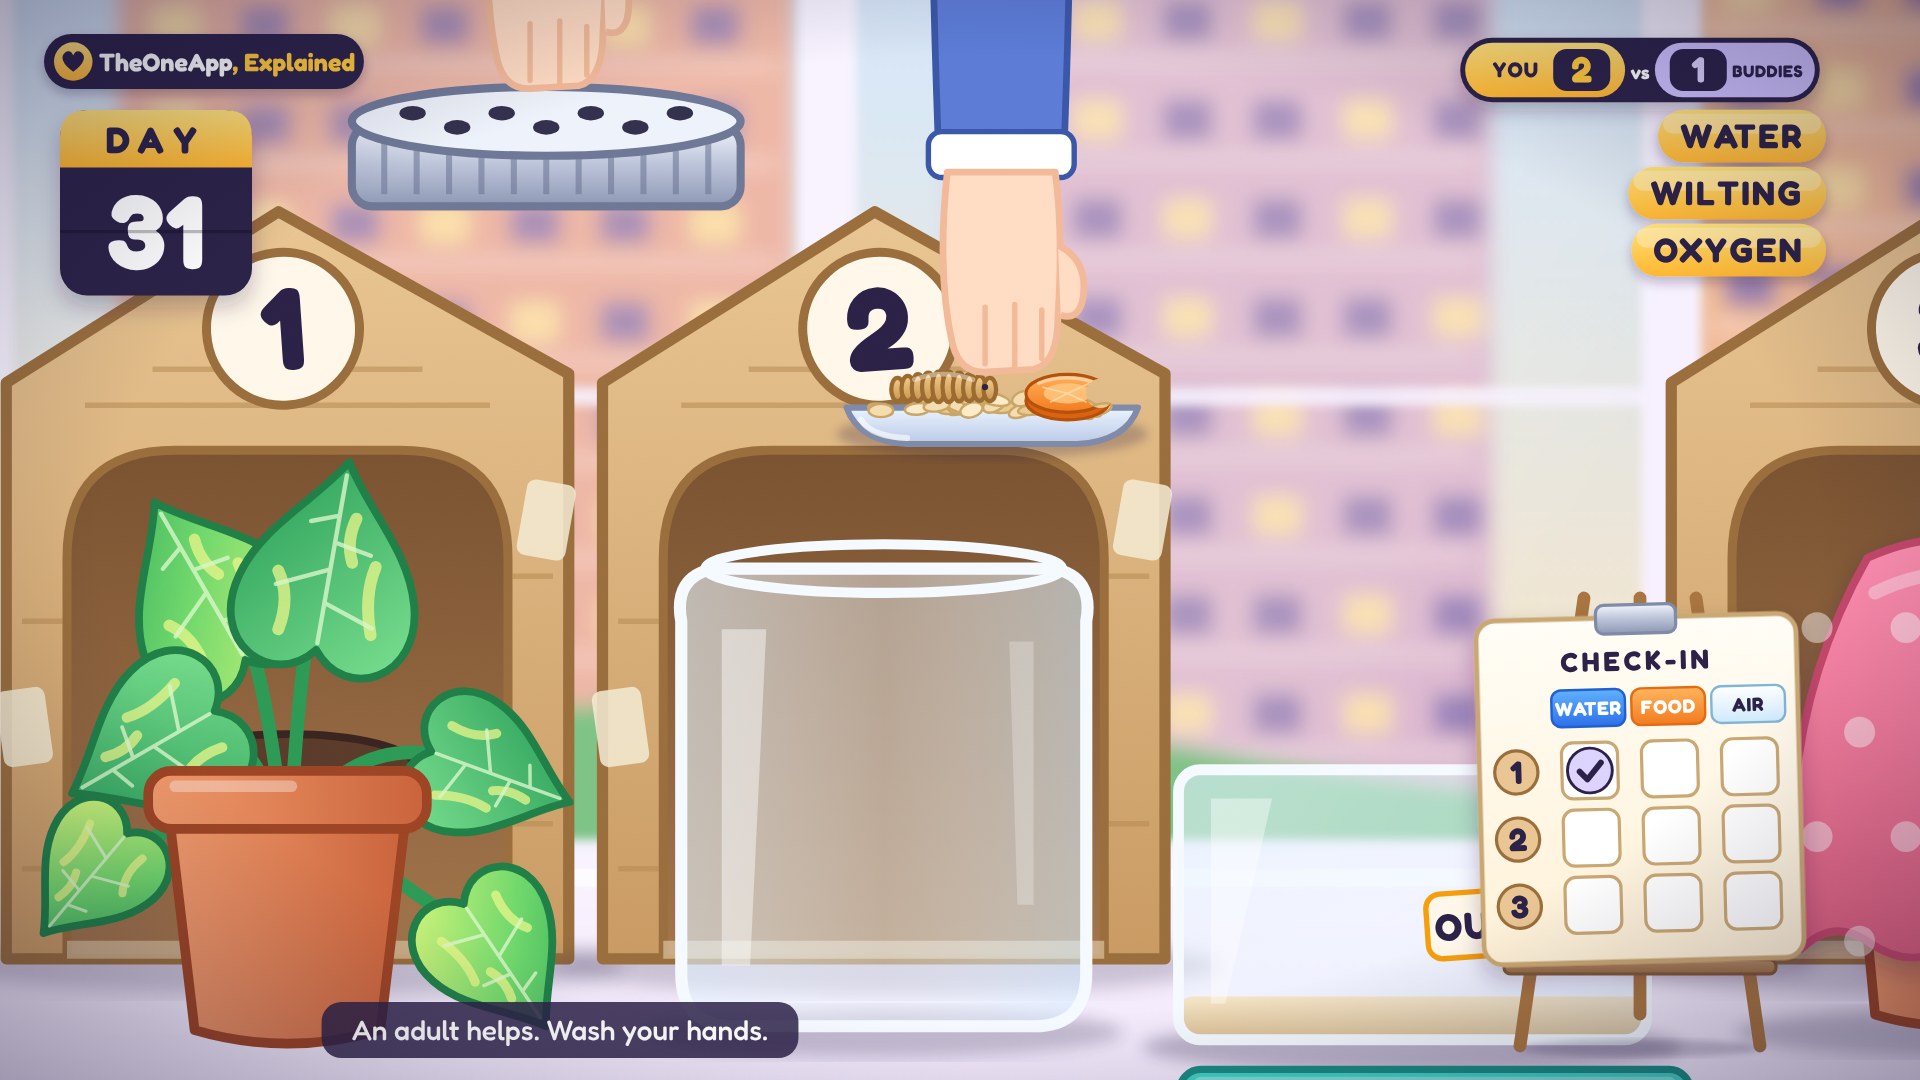 TheOneApp, Explained
DAY
31
YOU 2 vs 1 BUDDIES
WATER
WILTING
OXYGEN
1
2
CHECK-IN
WATER FOOD AIR
1
2
3
An adult helps. Wash your hands.